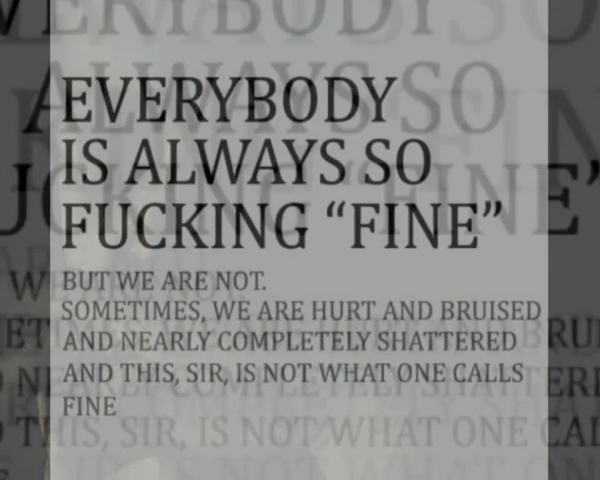 EVERYBODY
IS ALWAYS SO
FUCKING “FINE”
BUT WE ARE NOT.
SOMETIMES, WE ARE HURT AND BRUISED
AND NEARLY COMPLETELY SHATTERED
AND THIS, SIR, IS NOT WHAT ONE CALLS
FINE